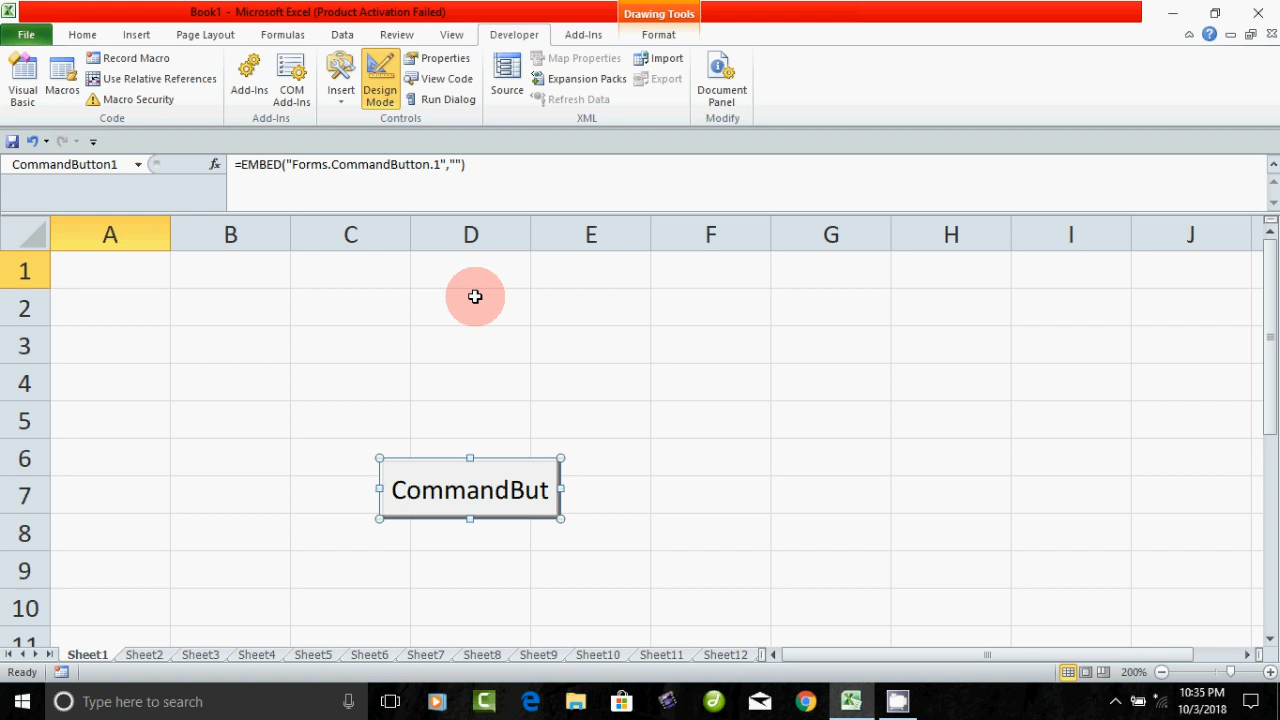 Book1 - Microsoft Excel (Product Activation Failed)
Drawing Tools
File Home Insert Page Layout Formulas Data Review View Developer Add-Ins Format
Visual Basic
Macros
Record Macro
Use Relative References
Macro Security
Code
Add-Ins
COM Add-Ins
Add-Ins
Insert
Design Mode
Properties
View Code
Run Dialog
Controls
Source
Map Properties
Expansion Packs
Refresh Data
Import
Export
XML
Document Panel
Modify
CommandButton1 fx =EMBED("Forms.CommandButton.1","")
A B C D E F G H I J
1
2
3
4
5
6
7
CommandBut
8
9
10
11
Sheet1 Sheet2 Sheet3 Sheet4 Sheet5 Sheet6 Sheet7 Sheet8 Sheet9 Sheet10 Sheet11 Sheet12
Ready 200%
Type here to search
10:35 PM
10/3/2018